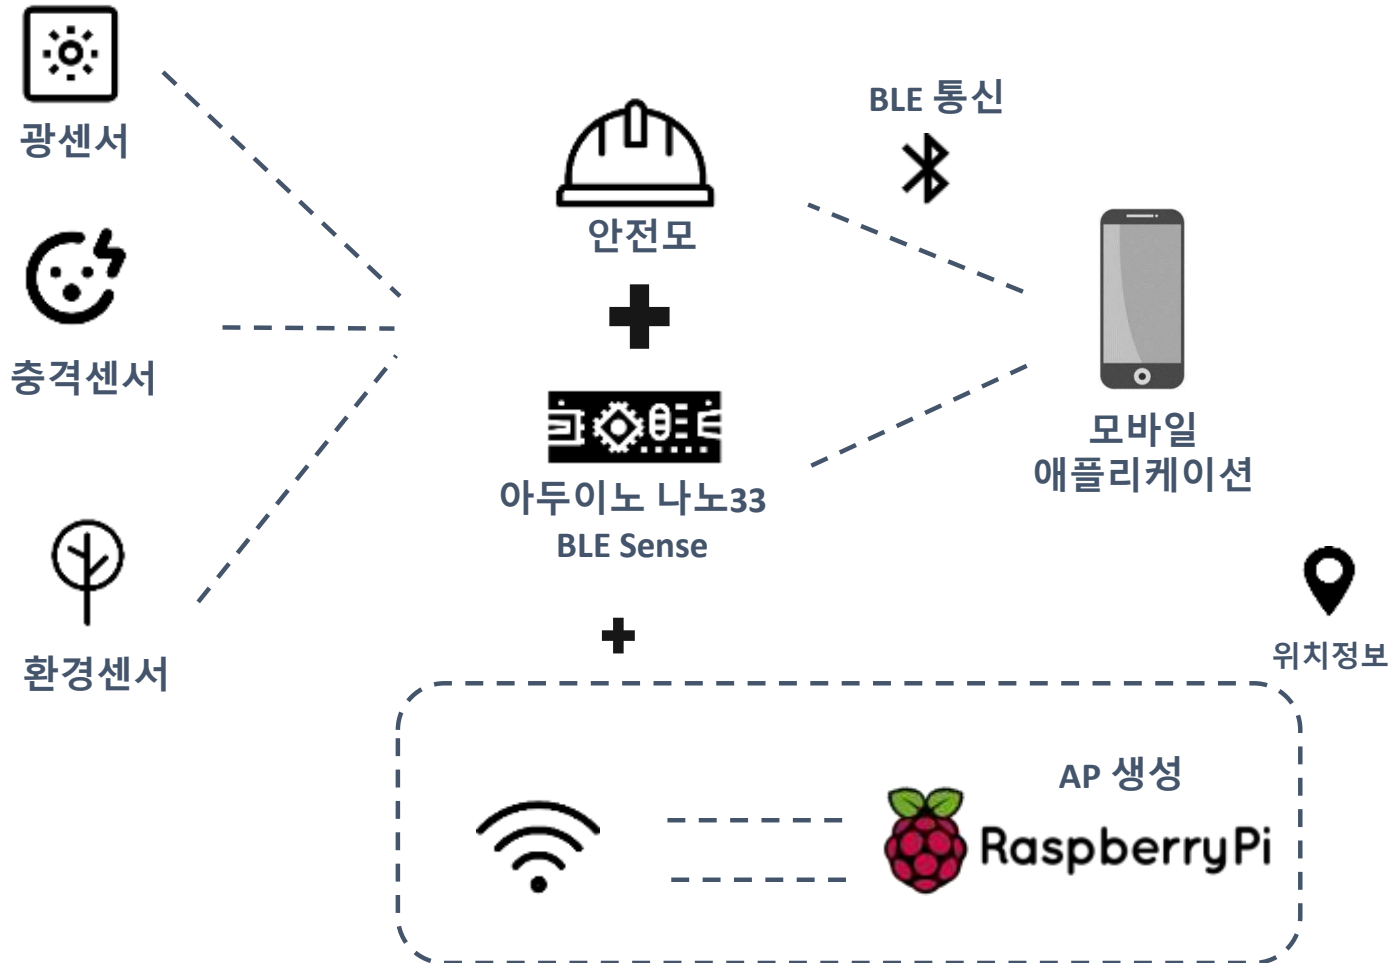 광센서
충격센서
환경센서
안전모
아두이노 나노33
BLE Sense
BLE 통신
모바일
애플리케이션
위치정보
AP 생성
RaspberryPi